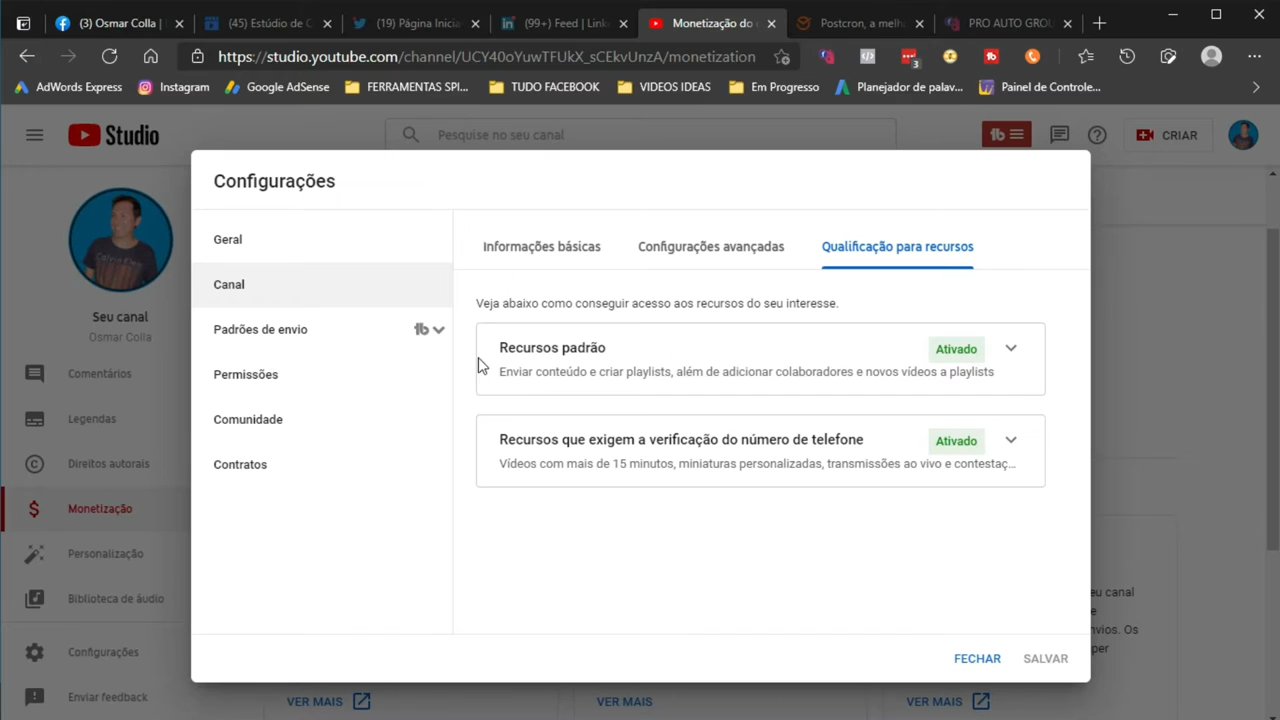 Osmar Colla |
(45) Estúdio de C
(19) Página Inicia
(99+) Feed | Link
Monetização do
Postcron, a melh
PRO AUTO GROU
https://studio.youtube.com/channel/UCY40oYuwTFUkX_sCEkvUnzA/monetization
3
AdWords Express
Instagram
Google AdSense
FERRAMENTAS SPI...
TUDO FACEBOOK
VIDEOS IDEAS
Em Progresso
Planejador de palav...
Painel de Controle...
Studio
Pesquise no seu canal
CRIAR
Configurações
Geral
Canal
Padrões de envio
Permissões
Comunidade
Contratos
Informações básicas
Configurações avançadas
Qualificação para recursos
Veja abaixo como conseguir acesso aos recursos do seu interesse.
Recursos padrão
Ativado
Enviar conteúdo e criar playlists, além de adicionar colaboradores e novos vídeos a playlists
Recursos que exigem a verificação do número de telefone
Ativado
Vídeos com mais de 15 minutos, miniaturas personalizadas, transmissões ao vivo e contestaç...
FECHAR
SALVAR
Seu canal
Osmar Colla
Comentários
Legendas
Direitos autorais
Monetização
Personalização
Biblioteca de áudio
Configurações
Enviar feedback
eu canal
e
nvios. Os
per
VER MAIS
VER MAIS
VER MAIS